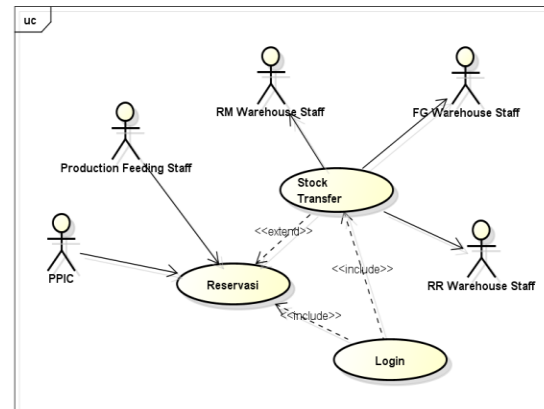 uc
RM Warehouse Staff
FG Warehouse Staff
Production Feeding Staff
Stock
Transfer
<<extend>>
<<include>>
PPIC
Reservasi
RR Warehouse Staff
<<include>>
Login